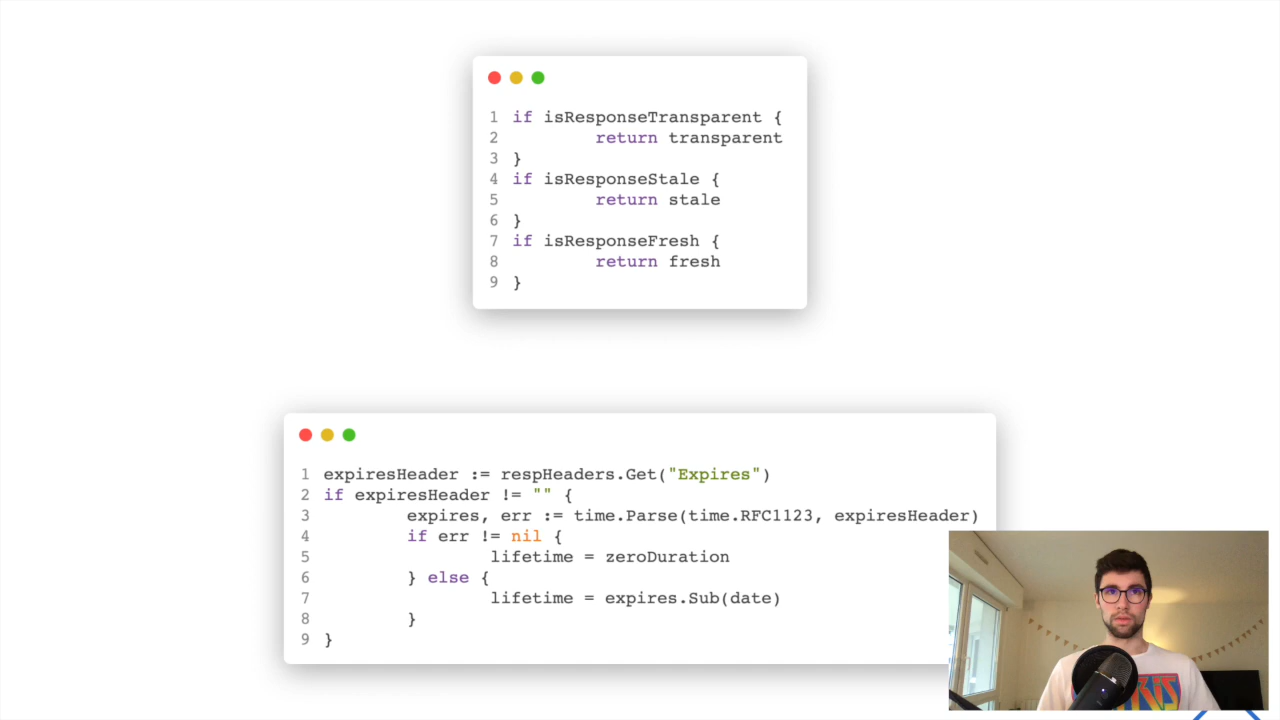 1 if isResponseTransparent {
2 return transparent
3 }
4 if isResponseStale {
5 return stale
6 }
7 if isResponseFresh {
8 return fresh
9 }
1 expiresHeader := respHeaders.Get("Expires")
2 if expiresHeader != "" {
3 expires, err := time.Parse(time.RFC1123, expiresHeader)
4 if err != nil {
5 lifetime = zeroDuration
6 } else {
7 lifetime = expires.Sub(date)
8 }
9 }